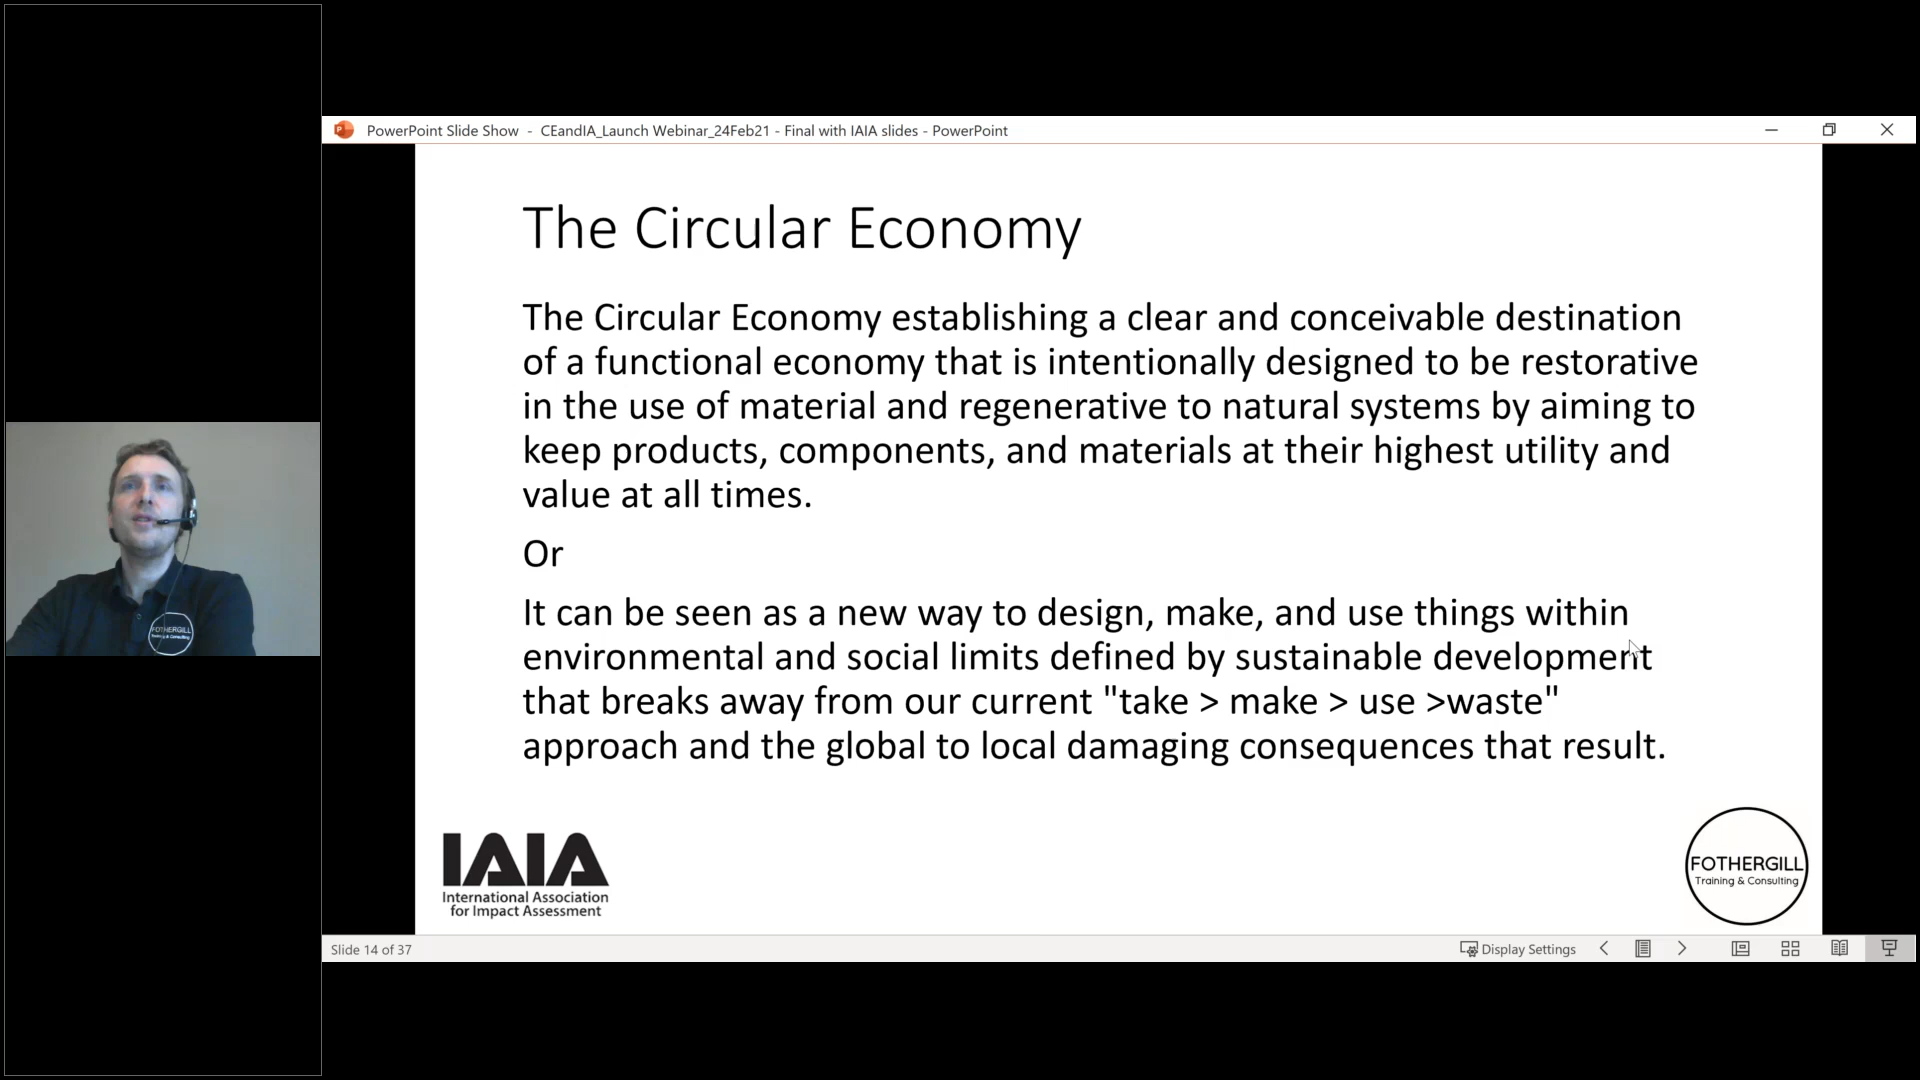 PowerPoint Slide Show - CEandIA_Launch Webinar_24Feb21 - Final with IAIA slides - PowerPoint
The Circular Economy
The Circular Economy establishing a clear and conceivable destination
of a functional economy that is intentionally designed to be restorative
in the use of material and regenerative to natural systems by aiming to
keep products, components, and materials at their highest utility and
value at all times.
Or
It can be seen as a new way to design, make, and use things within
environmental and social limits defined by sustainable development
that breaks away from our current "take > make > use >waste"
approach and the global to local damaging consequences that result.
FOTHERGILL
Training & Consulting
IAIA
International Association
for Impact Assessment
FOTHERGILL
Training & Consulting
Slide 14 of 37
Display Settings